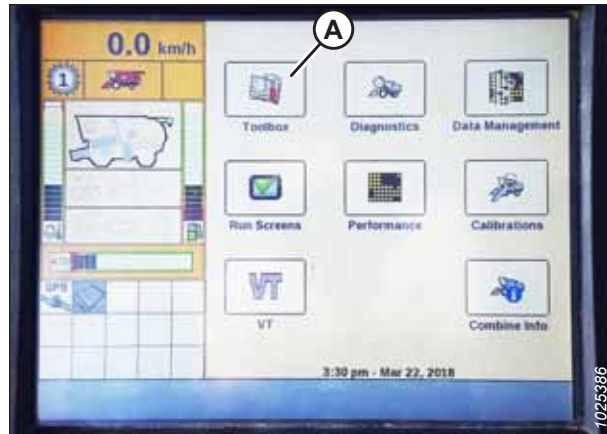 0.0 km/h
A
1
Toolbox
Diagnostics
Data Management
Run Screens
Performance
Calibrations
GPS
VT
VT
Combine Info
3:30 pm - Mar 22, 2018
1025386